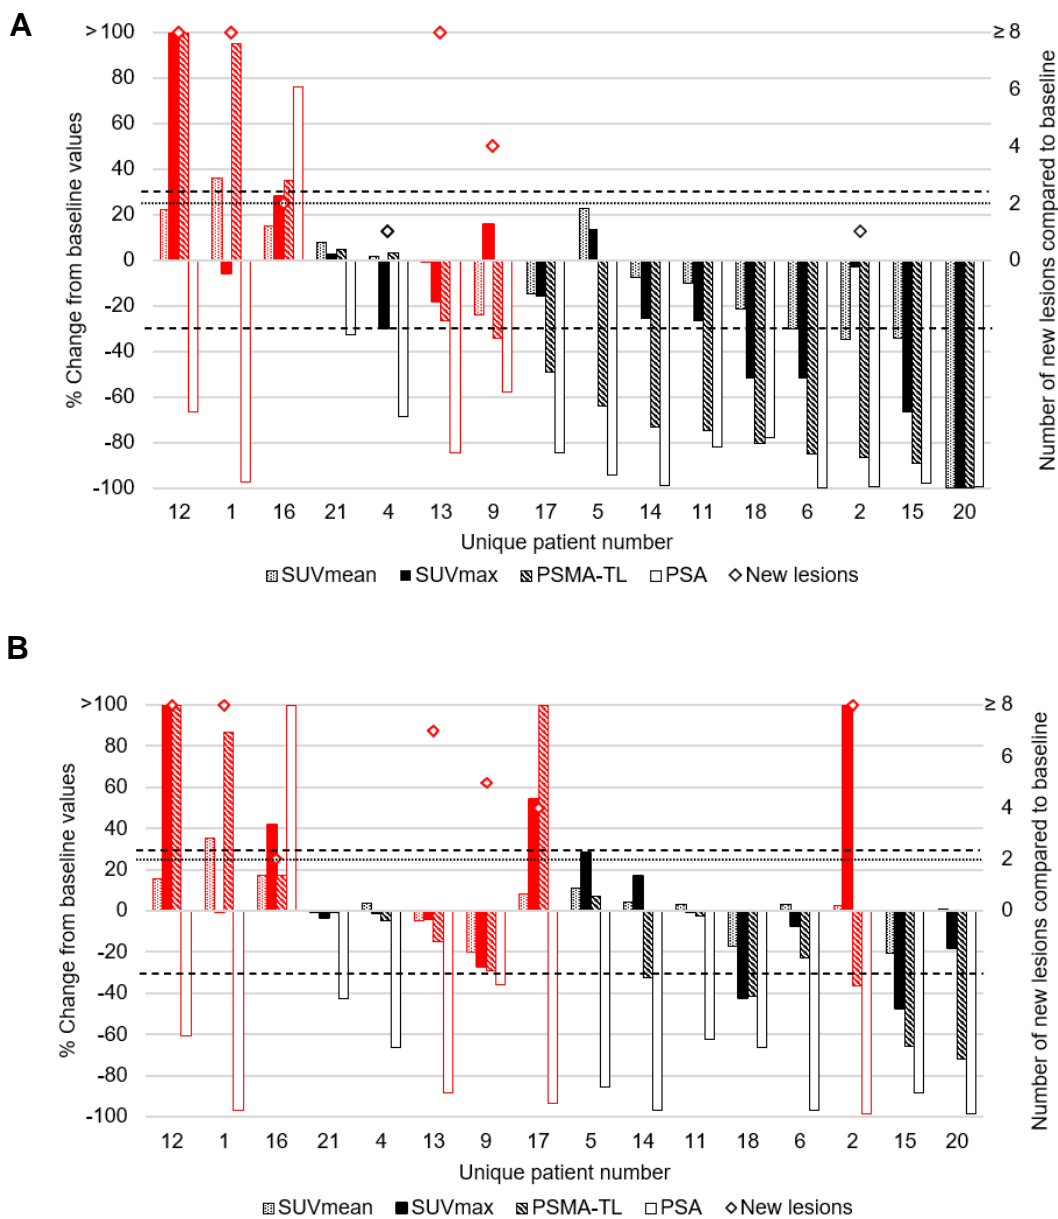 A
>100
80
60
40
20
0
-20
-40
-60
-80
-100
% Change from baseline values
≥ 8
6
4
2
0
Number of new lesions compared to baseline
12 1 16 21 4 13 9 17 5 14 11 18 6 2 15 20
Unique patient number
SUVmean SUVmax PSMA-TL PSA New lesions
B
>100
80
60
40
20
0
-20
-40
-60
-80
-100
% Change from baseline values
≥ 8
6
4
2
0
Number of new lesions compared to baseline
12 1 16 21 4 13 9 17 5 14 11 18 6 2 15 20
Unique patient number
SUVmean SUVmax PSMA-TL PSA New lesions